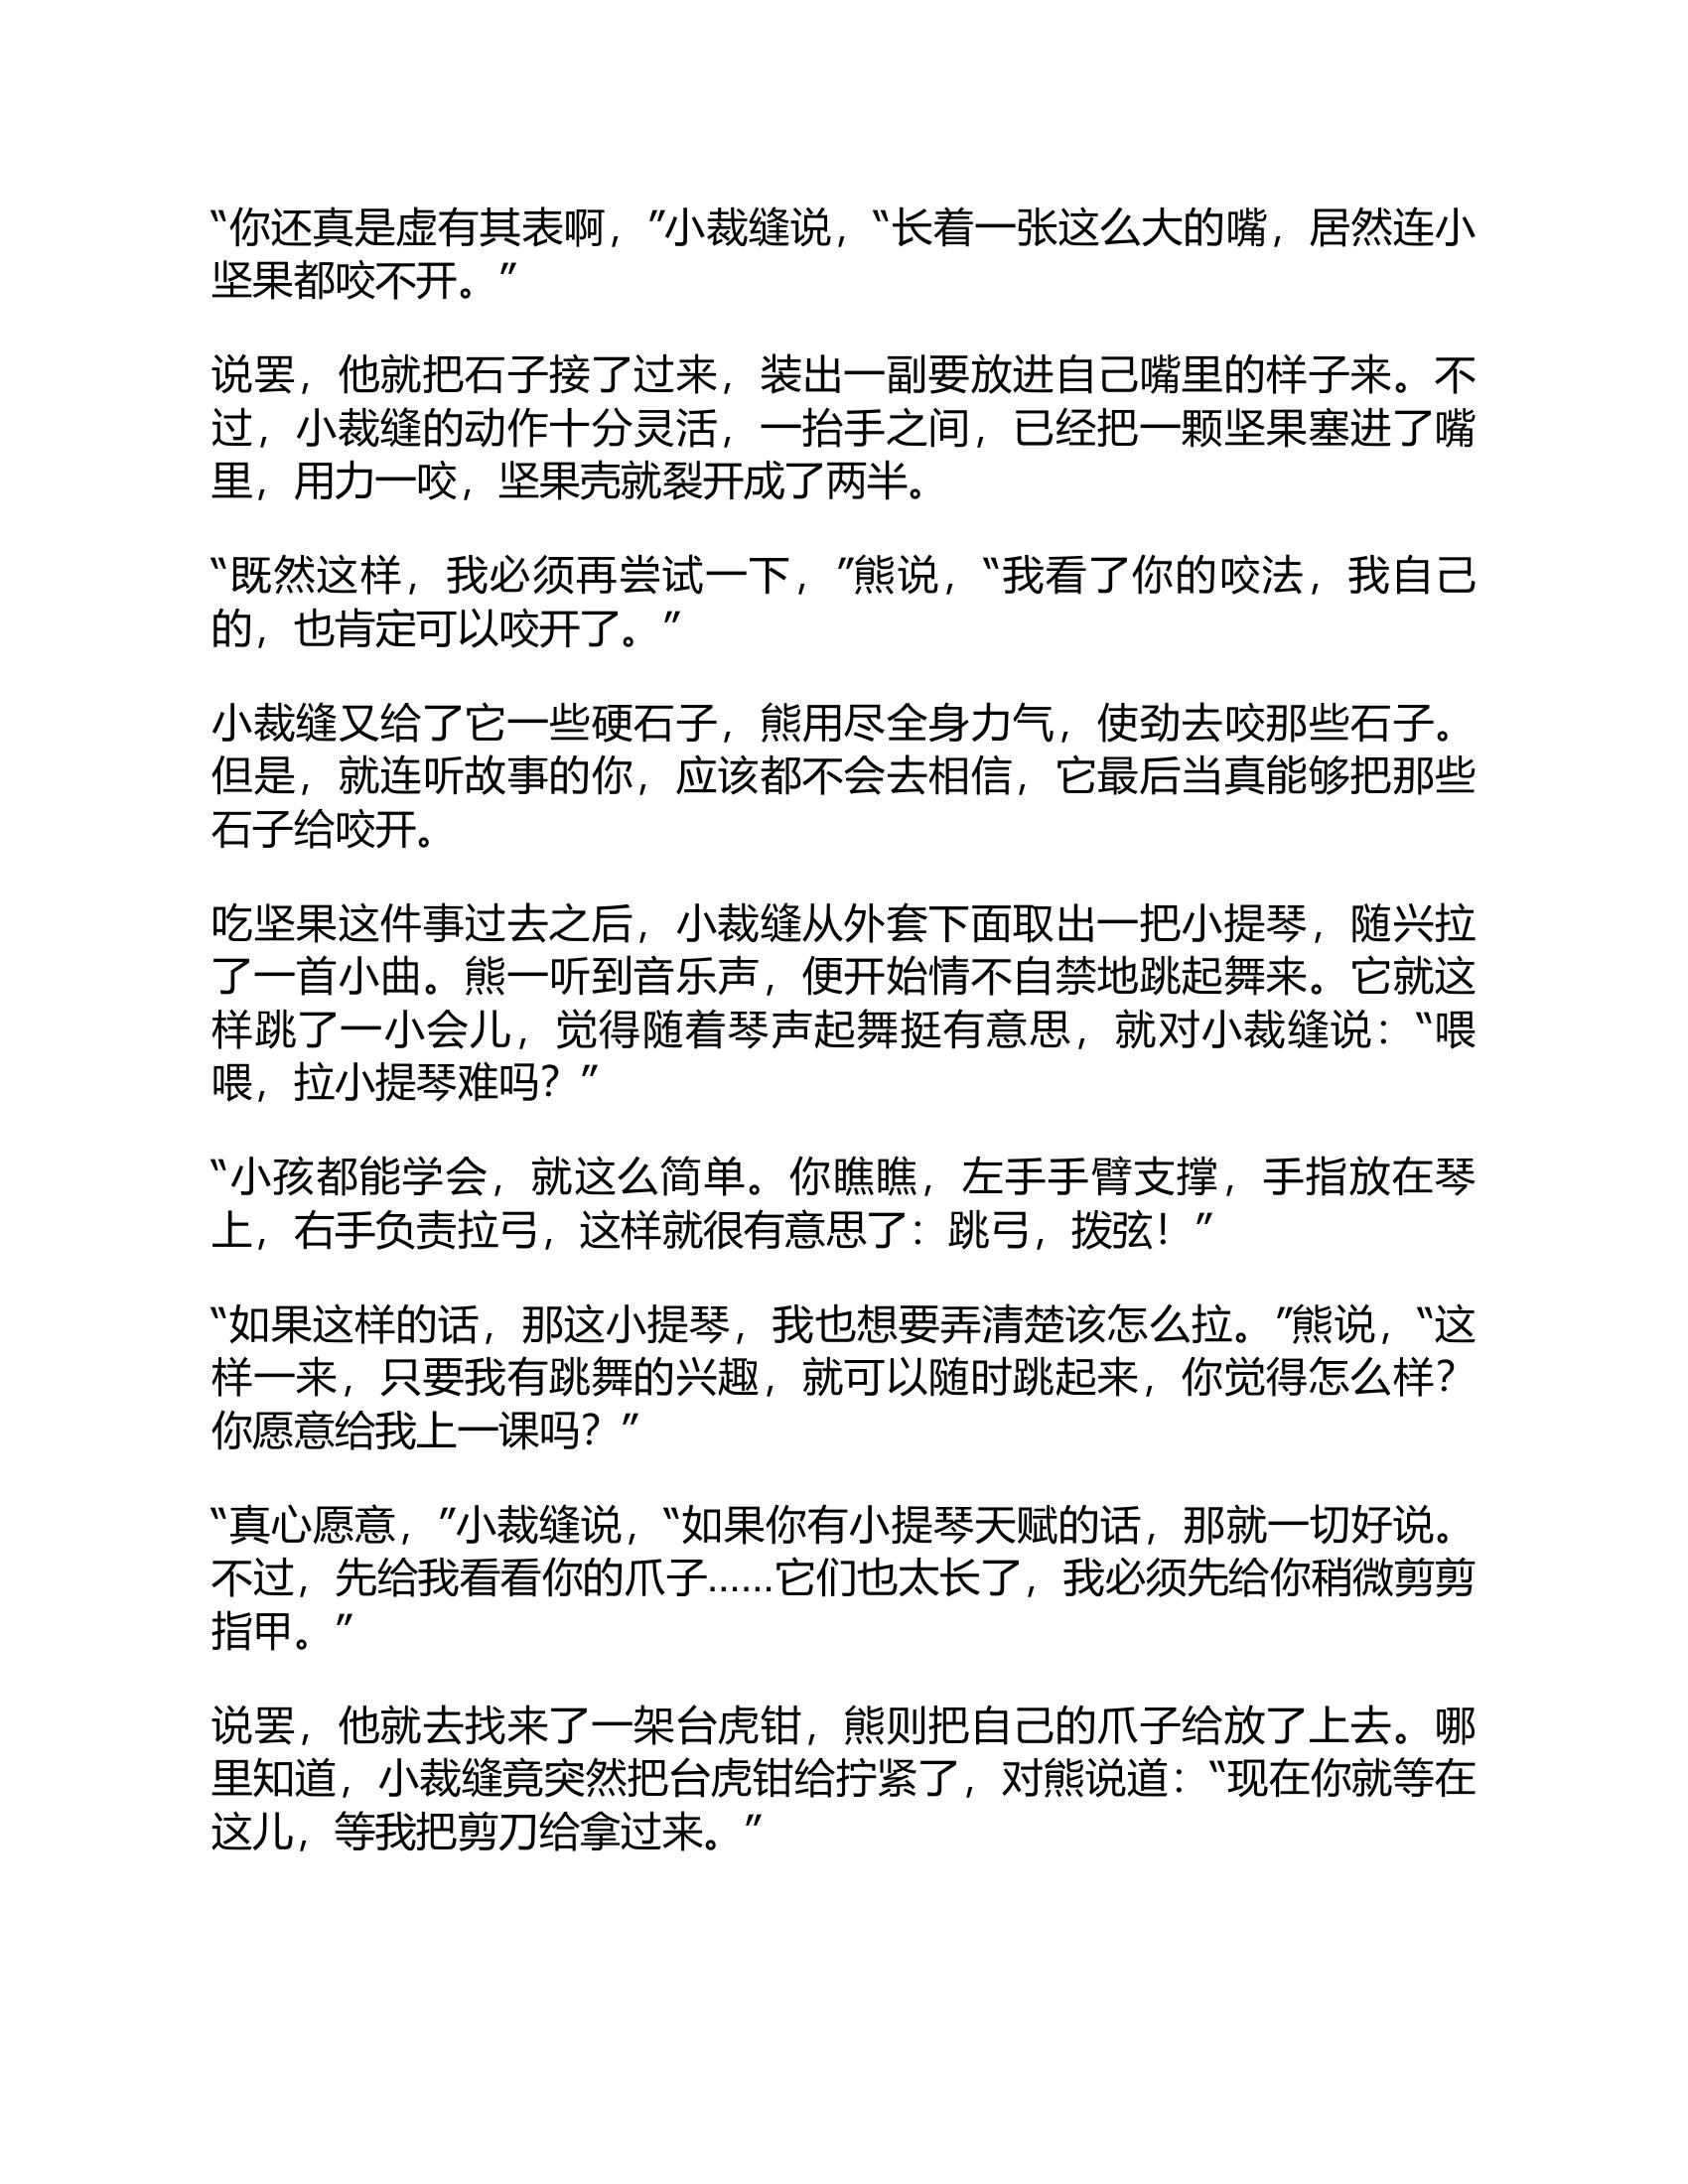 “你还真是虚有其表啊，”小裁缝说，“长着一张这么大的嘴，居然连小
坚果都咬不开。”
说罢，他就把石子接了过来，装出一副要放进自己嘴里的样子来。不
过，小裁缝的动作十分灵活，一抬手之间，已经把一颗坚果塞进了嘴
里，用力一咬，坚果壳就裂开成了两半。
“既然这样，我必须再尝试一下，”熊说，“我看了你的咬法，我自己
的，也肯定可以咬开了。”
小裁缝又给了它一些硬石子，熊用尽全身力气，使劲去咬那些石子。
但是，就连听故事的你，应该都不会去相信，它最后当真能够把那些
石子给咬开。
吃坚果这件事过去之后，小裁缝从外套下面取出一把小提琴，随兴拉
了一首小曲。熊一听到音乐声，便开始情不自禁地跳起舞来。它就这
样跳了一小会儿，觉得随着琴声起舞挺有意思，就对小裁缝说：“喂
喂，拉小提琴难吗？”
“小孩都能学会，就这么简单。你瞧瞧，左手手臂支撑，手指放在琴
上，右手负责拉弓，这样就很有意思了：跳弓，拨弦！”
“如果这样的话，那这小提琴，我也想要弄清楚该怎么拉。”熊说，“这
样一来，只要我有跳舞的兴趣，就可以随时跳起来，你觉得怎么样？
你愿意给我上一课吗？”
“真心愿意，”小裁缝说，“如果你有小提琴天赋的话，那就一切好说。
不过，先给我看看你的爪子……它们也太长了，我必须先给你稍微剪剪
指甲。”
说罢，他就去找来了一架台虎钳，熊则把自己的爪子给放了上去。哪
里知道，小裁缝竟突然把台虎钳给拧紧了，对熊说道：“现在你就等在
这儿，等我把剪刀给拿过来。”